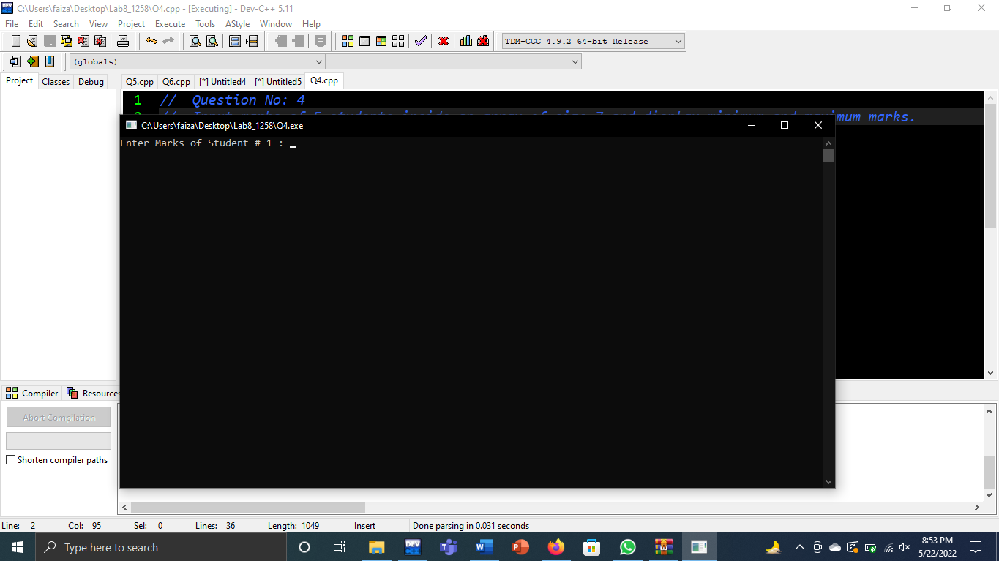 C:\Users\faiza\Desktop\Lab8_1258\Q4.cpp - [Executing] - Dev-C++ 5.11
File Edit Search View Project Execute Tools AStyle Window Help
TDM-GCC 4.9.2 64-bit Release
(globals)
Project Classes Debug Q5.cpp Q6.cpp [*] Untitled4 [*] Untitled5 Q4.cpp
1 // Question No: 4
mum marks.
C:\Users\faiza\Desktop\Lab8_1258\Q4.exe
Enter Marks of Student # 1 :
Compiler Resources
Abort Compilation
Shorten compiler paths
Line: 2 Col: 95 Sel: 0 Lines: 36 Length: 1049 Insert Done parsing in 0.031 seconds
Type here to search
DEV
8:53 PM
5/22/2022